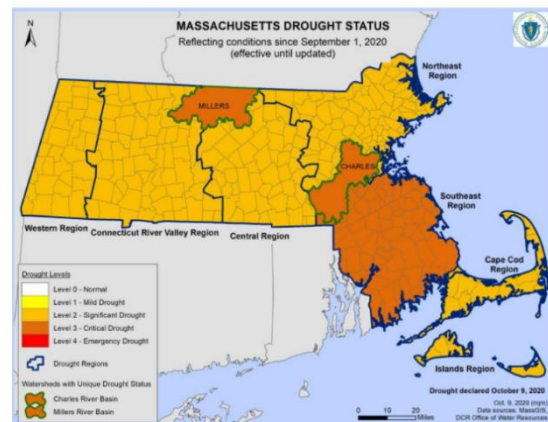 MASSACHUSETTS DROUGHT STATUS
Reflecting conditions since September 1, 2020
(effective until updated)
N
Northeast
Region
MILLERS
CHARLES
Southeast
Region
Western Region
Connecticut River Valley Region
Central Region
Cape Cod
Region
Islands Region
Drought Levels
Level 0 - Normal
Level 1 - Mild Drought
Level 2 - Significant Drought
Level 3 - Critical Drought
Level 4 - Emergency Drought
Drought Regions
Watersheds with Unique Drought Status
Charles River Basin
Millers River Basin
Drought declared October 9, 2020
Oct. 9, 2020 (mjm)
Data sources: MassGIS,
DCR Office of Water Resources
0 10 20
Miles